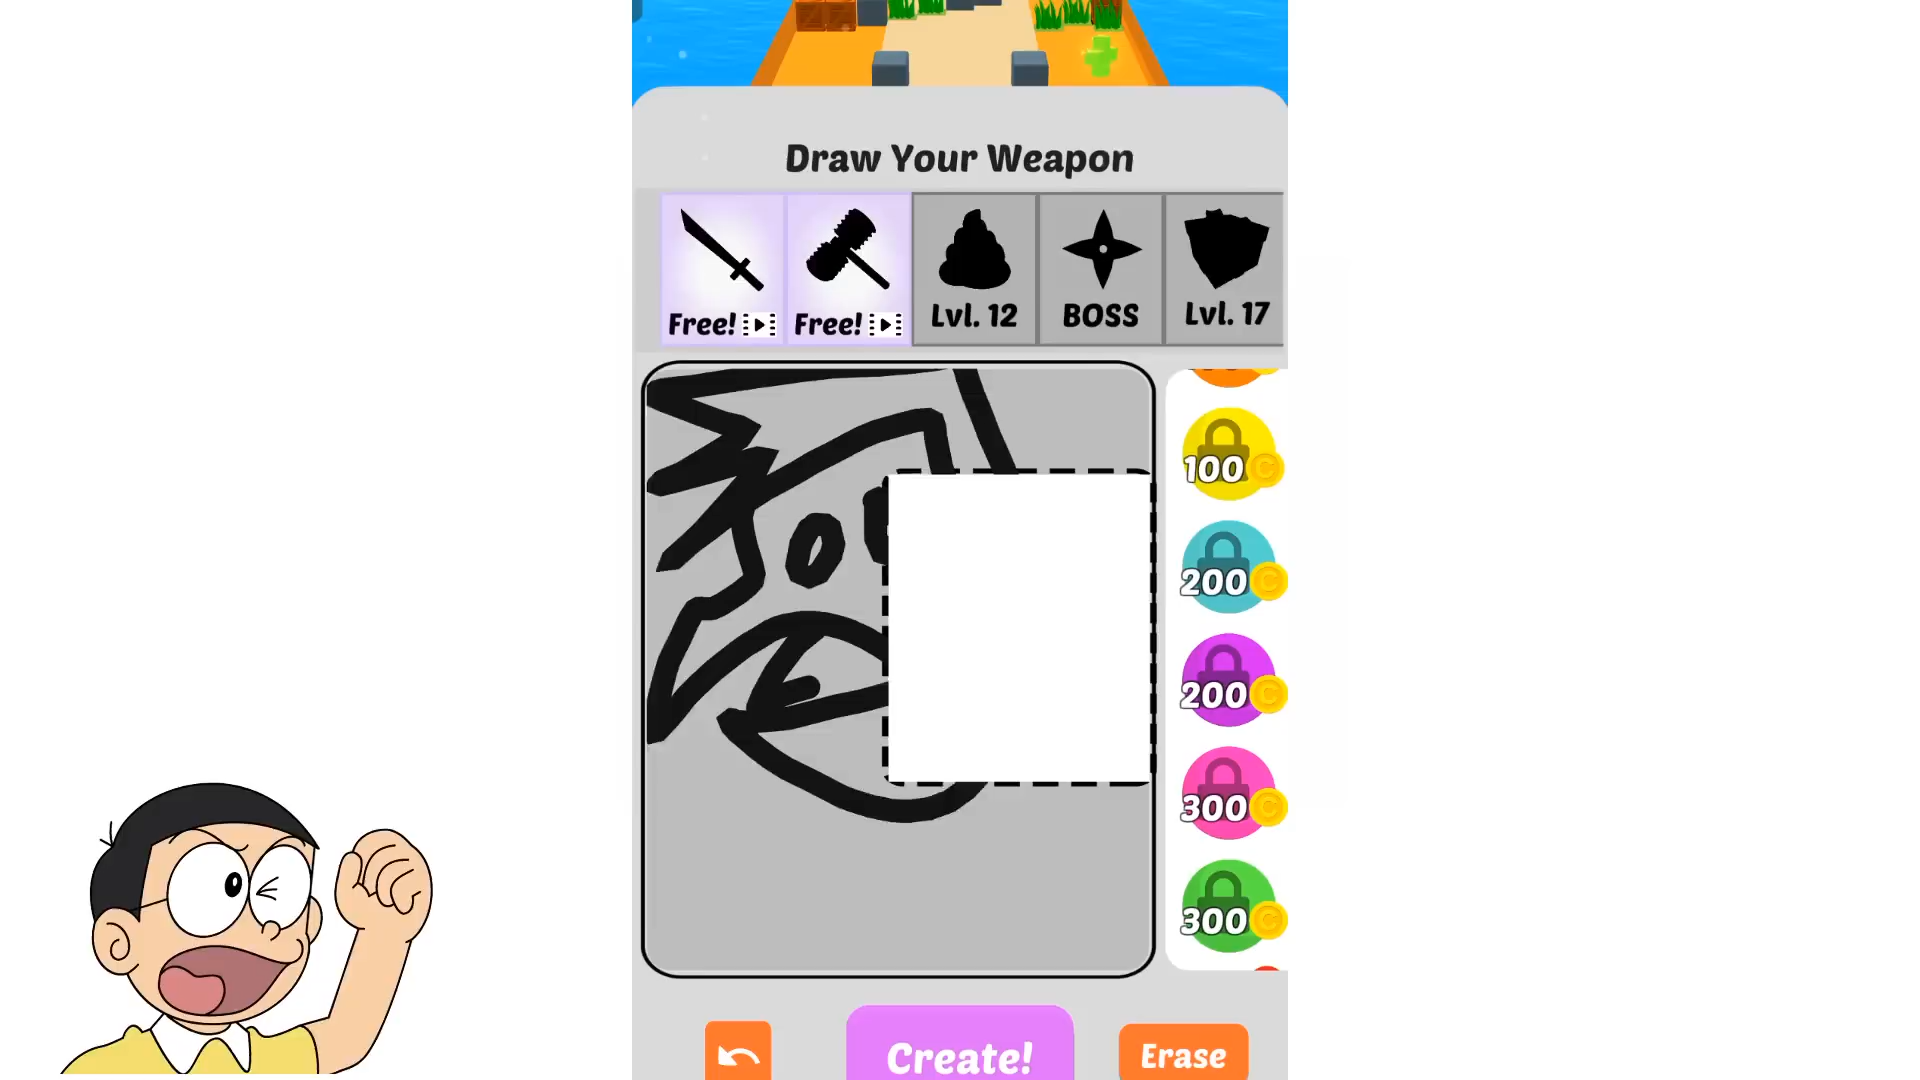 Draw Your Weapon
Free!
Free!
Lvl. 12
BOSS
Lvl. 17
100
200
200
300
300
Create!
Erase